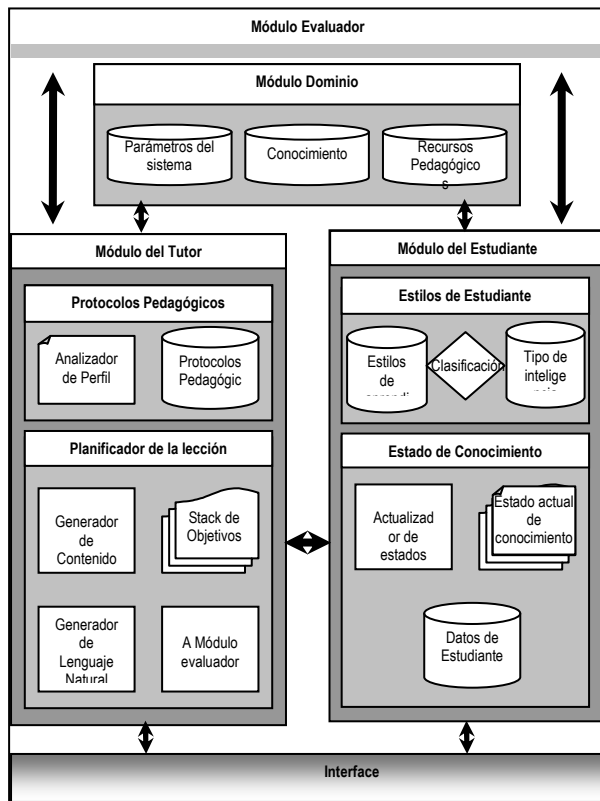 Módulo Evaluador
Módulo Dominio
Parámetros del
sistema
Conocimiento
Recursos
Pedagógico
s
Módulo del Tutor
Protocolos Pedagógicos
Analizador
de Perfil
Protocolos
Pedagógic
Planificador de la lección
Generador
de
Contenido
Stack de
Objetivos
Generador
de
Lenguaje
Natural
A Módulo
evaluador
Módulo del Estudiante
Estilos de Estudiante
Estilos
de
aprendi
Clasificación
Tipo de
intelige
Estado de Conocimiento
Actualizad
or de
estados
Estado actual
de
conocimiento
Datos de
Estudiante
Interface